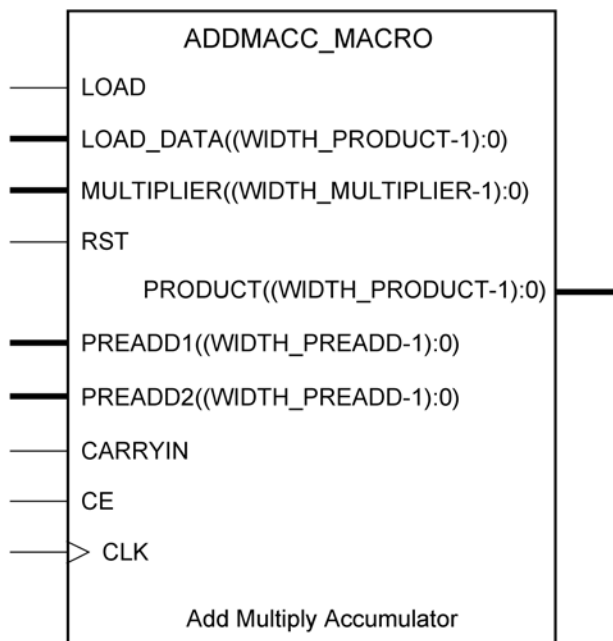 ADDMACC_MACRO
LOAD
LOAD_DATA((WIDTH_PRODUCT-1):0)
MULTIPLIER((WIDTH_MULTIPLIER-1):0)
RST
PRODUCT((WIDTH_PRODUCT-1):0)
PREADD1((WIDTH_PREADD-1):0)
PREADD2((WIDTH_PREADD-1):0)
CARRYIN
CE
CLK
Add Multiply Accumulator